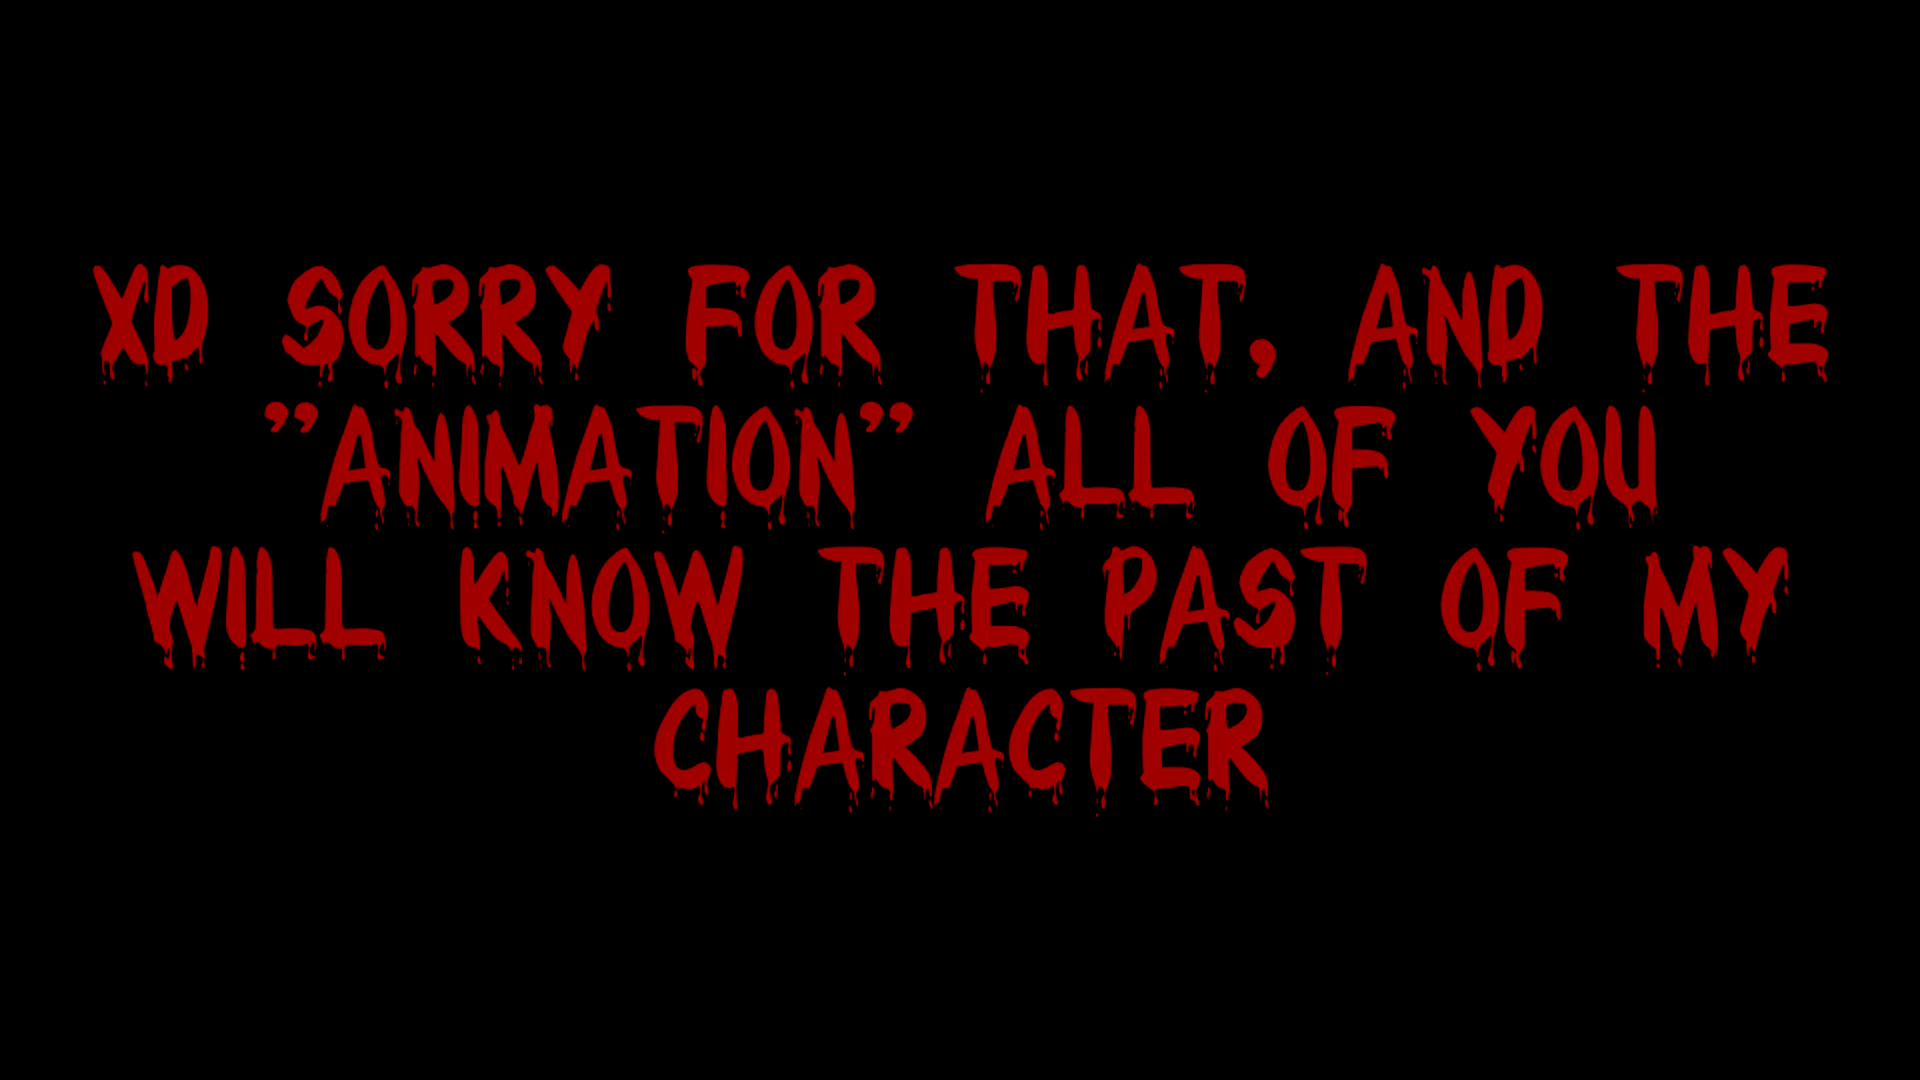 XD SORRY FOR THAT, AND THE
”ANIMATION” ALL OF YOU
WILL KNOW THE PAST OF MY
CHARACTER